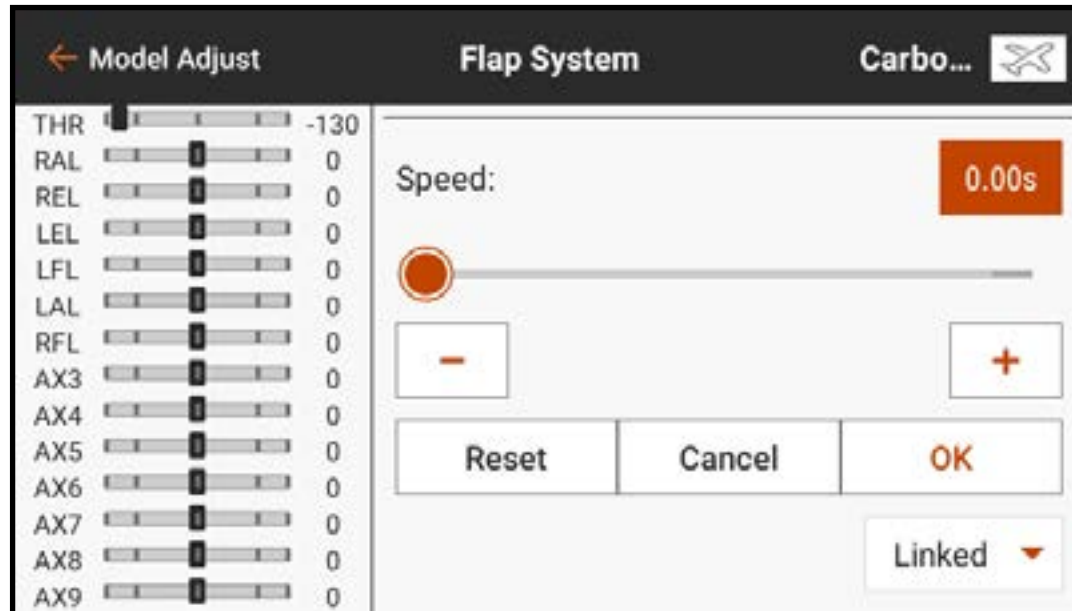 Model Adjust
Flap System
Carbo...
THR -130
RAL 0
REL 0
LEL 0
LFL 0
LAL 0
RFL 0
AX3 0
AX4 0
AX5 0
AX6 0
AX7 0
AX8 0
AX9 0
Speed:
0.00s
-
+
Reset
Cancel
OK
Linked